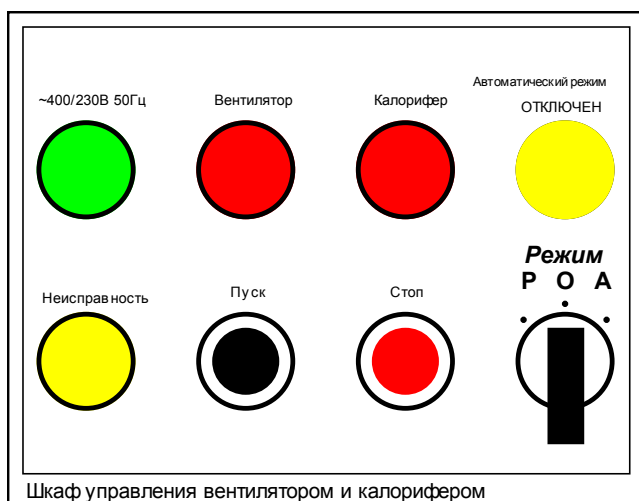 ~400/230В 50Гц
Вентилятор
Калорифер
Автоматический режим
ОТКЛЮЧЕН
Неисправность
Пуск
Стоп
Режим
Р О А
Шкаф управления вентилятором и калорифером